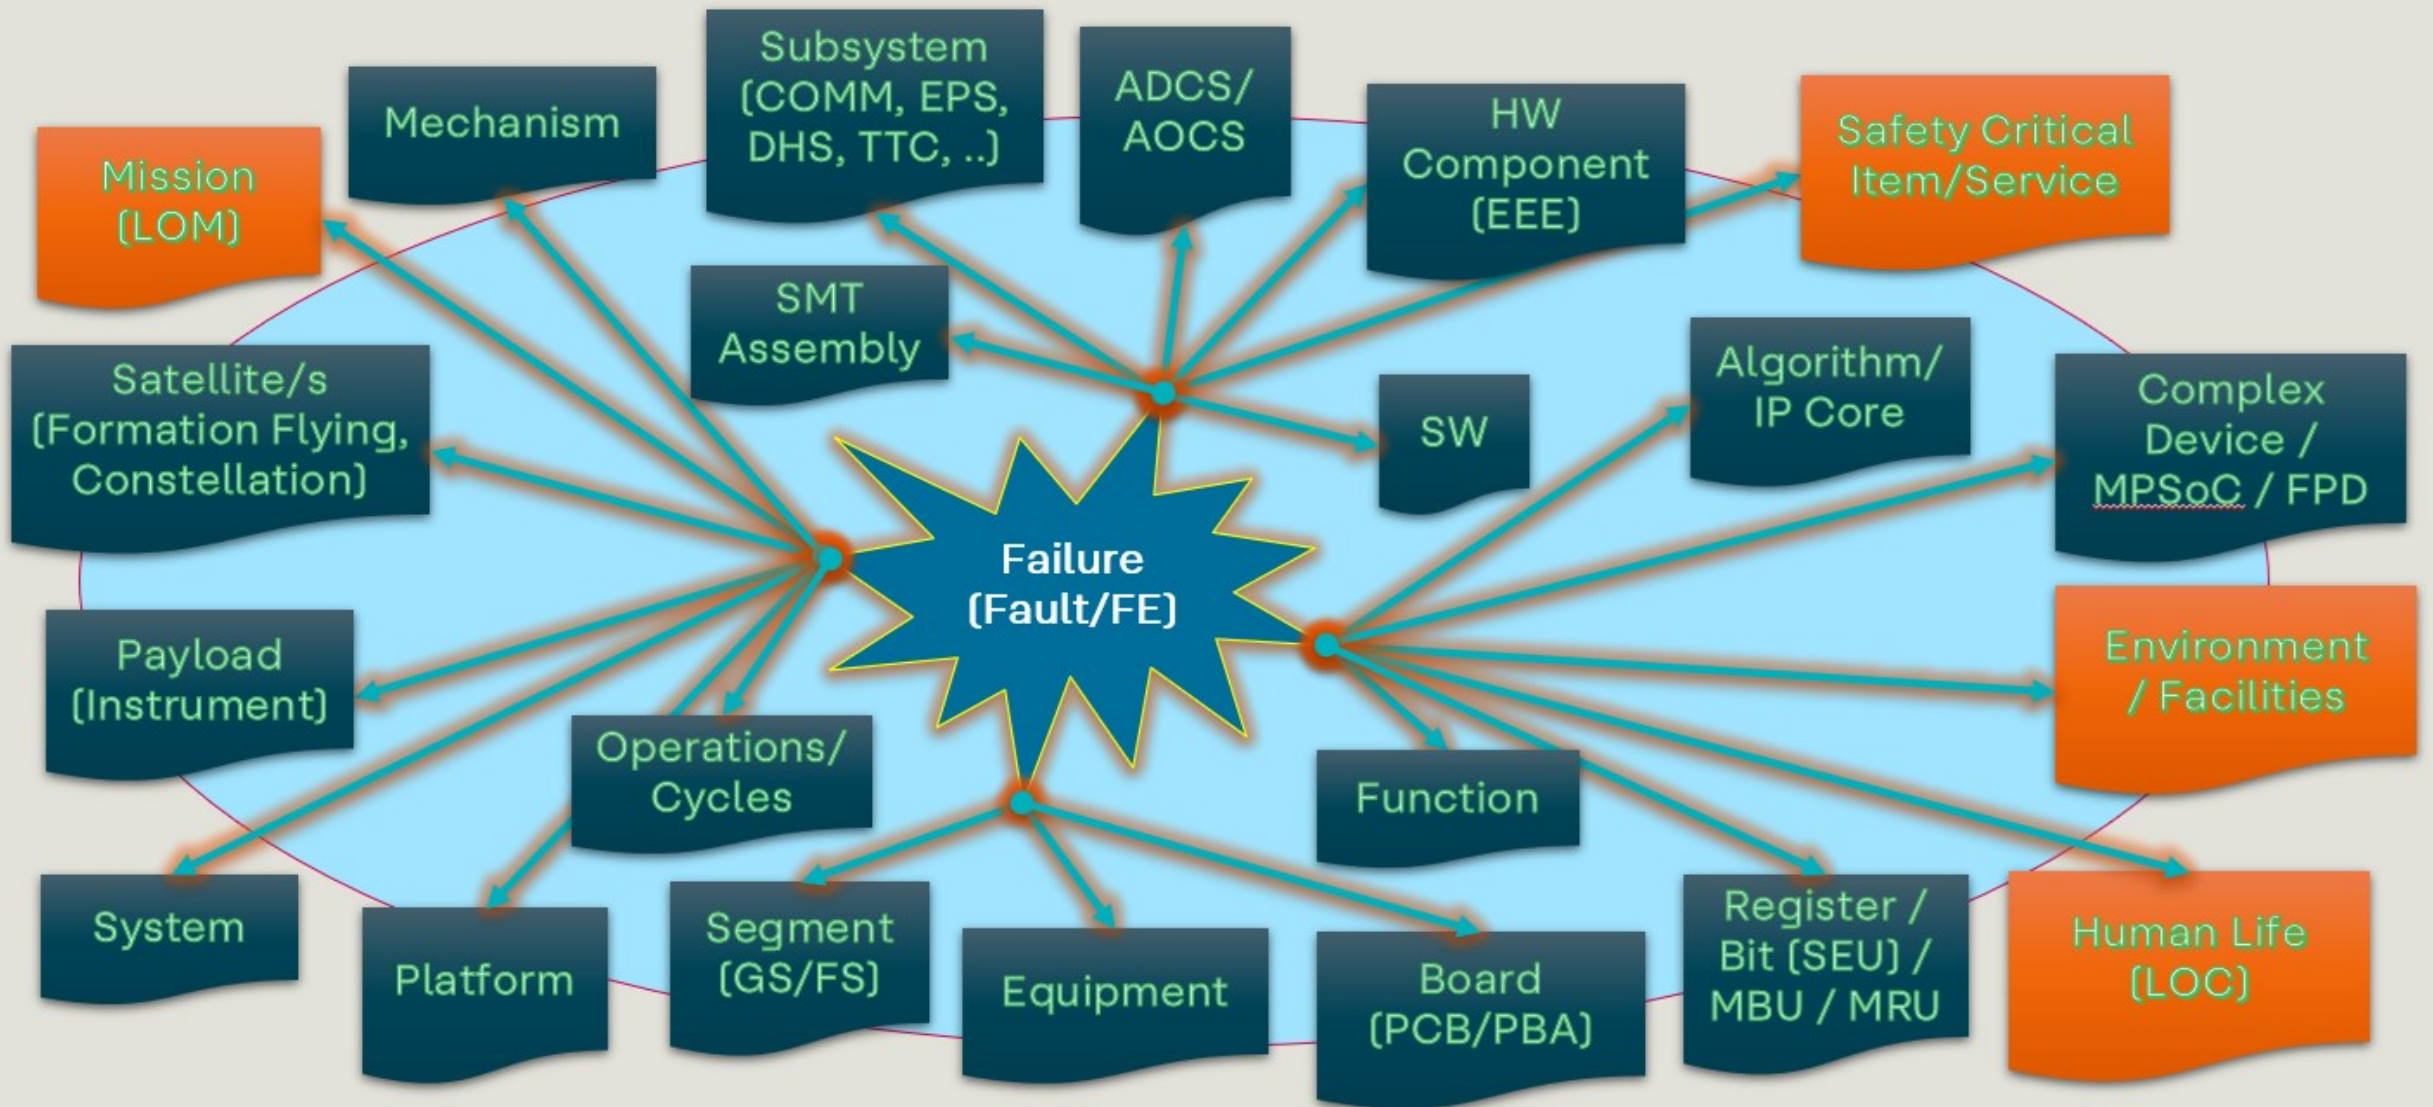 Subsystem
(COMM, EPS,
DHS, TTC, ..)
ADCS/
AOCS
Mechanism
HW
Component
(EEE)
Safety Critical
Item/Service
Mission
(LOM)
SMT
Assembly
Algorithm/
IP Core
Satellite/s
(Formation Flying,
Constellation)
SW
Complex
Device /
MPSoC / FPD
Failure
(Fault/FE)
Payload
(Instrument)
Environment
/ Facilities
Operations/
Cycles
Function
System
Platform
Segment
(GS/FS)
Equipment
Board
(PCB/PBA)
Register /
Bit (SEU) /
MBU / MRU
Human Life
(LOC)